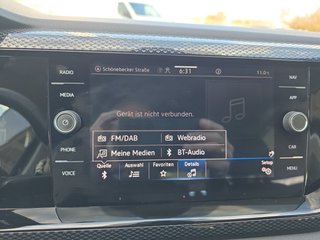 RADIO
MEDIA
PHONE
VOICE
Schönebecker Straße
6:31
11.0
Gerät ist nicht verbunden.
FM/DAB
Webradio
Meine Medien
BT-Audio
Quelle
Auswahl
Favoriten
Details
Setup
NAV
APP
CAR
MENU